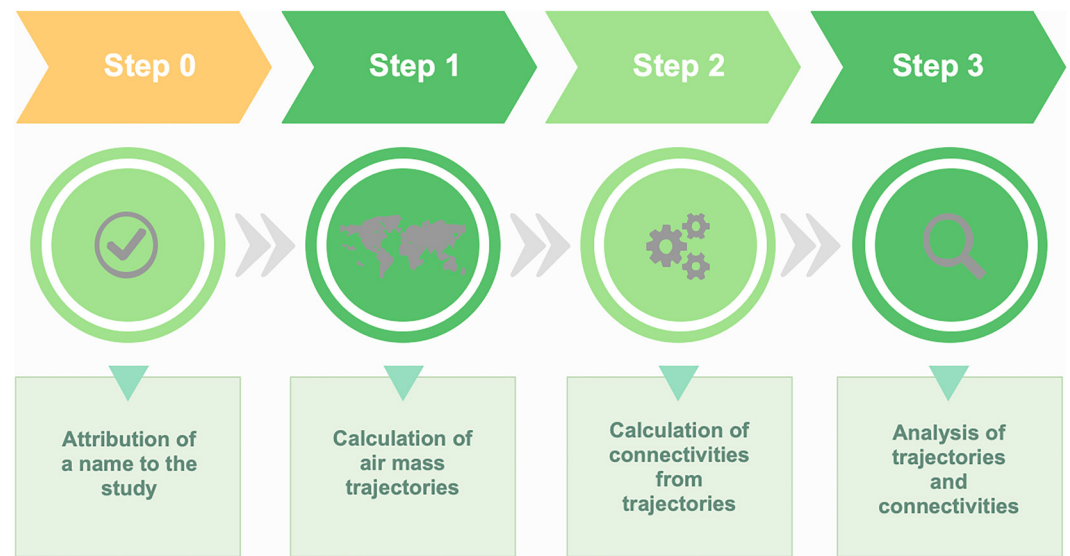 Step 0
Step 1
Step 2
Step 3
Attribution of
a name to the
study
Calculation of
air mass
trajectories
Calculation of
connectivities
from
trajectories
Analysis of
trajectories
and
connectivities